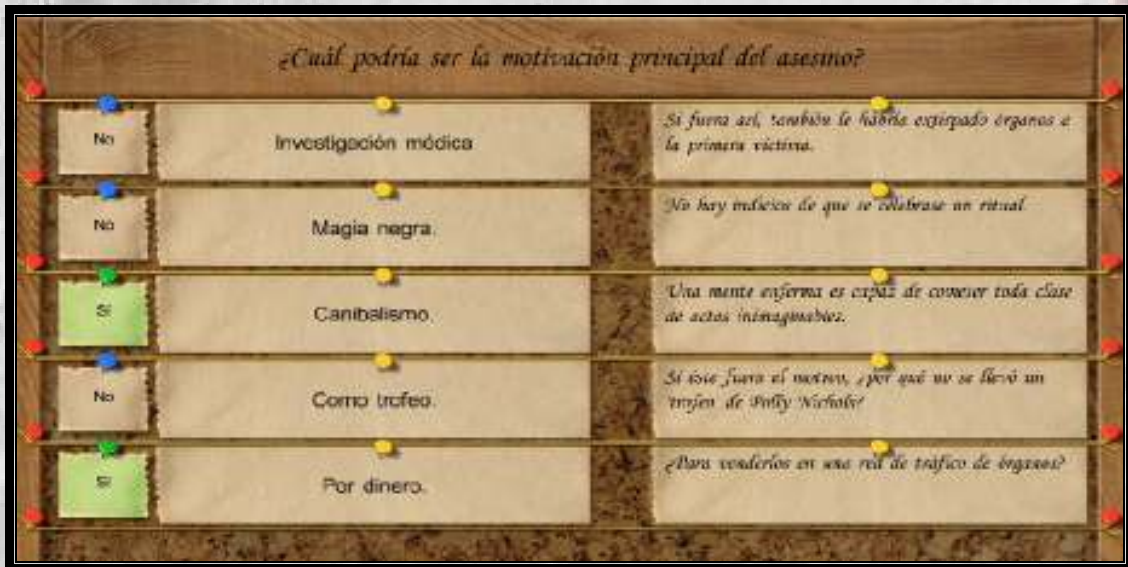 ¿Cuál podría ser la motivación principal del asesino?
No
Investigación módica
Si fuera así, también le habría extirpado órganos a
la primera víctima.
No
Magia negra.
No hay indicios de que se celebrase un ritual.
Sí
Canibalismo.
Una mente enferma es capaz de cometer toda clase
de actos inimaginables.
No
Como trofeo.
Si ése fuera el motivo, ¿por qué no se llevó un
trofeo de Polly Nichols?
Sí
Por dinero.
¿Para venderlos en una red de tráfico de órganos?